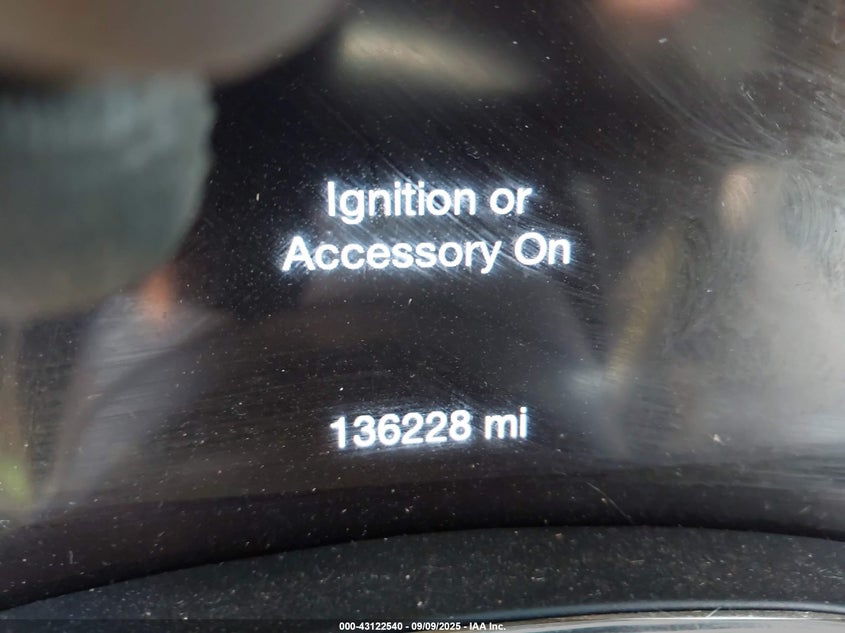 Ignition or
Accessory On
136228 mi
000-43122540 - 09/09/2025 - IAA Inc.